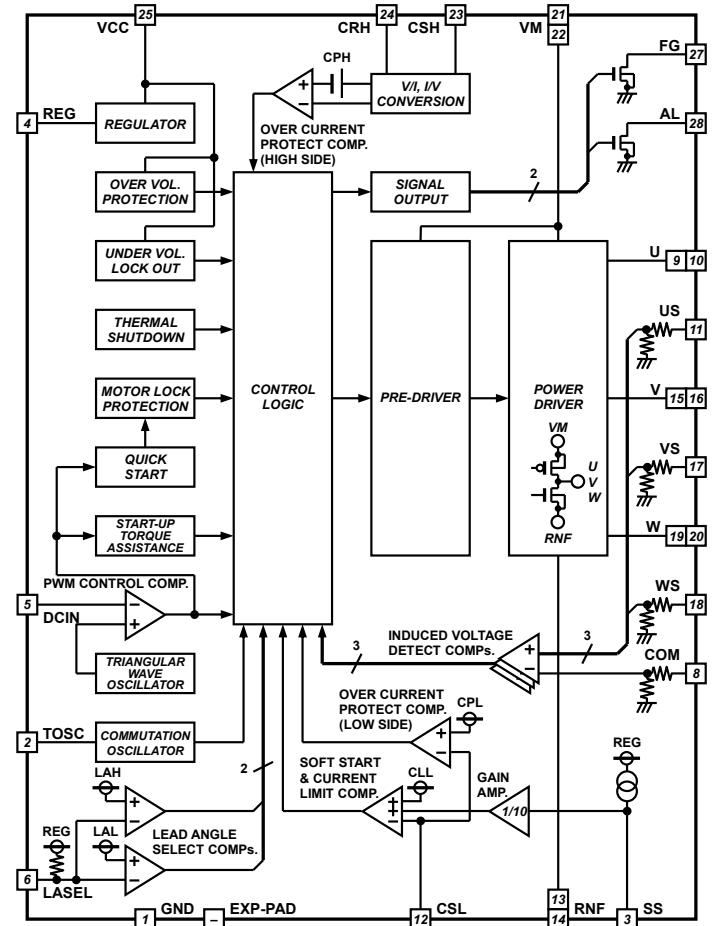 25
VCC
24
CRH
23
CSH
21
22
VM
FG
27
CPH
+
−
V/I, I/V
CONVERSION
4
REG
REGULATOR
OVER CURRENT
PROTECT COMP.
(HIGH SIDE)
AL
28
OVER VOL.
PROTECTION
SIGNAL
OUTPUT
2
UNDER VOL.
LOCK OUT
U
9
10
THERMAL
SHUTDOWN
US
11
MOTOR LOCK
PROTECTION
CONTROL
LOGIC
PRE-DRIVER
POWER
DRIVER
V
15
16
VM
U
V
W
RNF
QUICK
START
VS
17
START-UP
TORQUE
ASSISTANCE
W
19
20
PWM CONTROL COMP.
5
DCIN
−
+
WS
18
3
INDUCED VOLTAGE
DETECT COMPs.
+
−
3
COM
8
TRIANGULAR
WAVE
OSCILLATOR
OVER CURRENT
PROTECT COMP.
(LOW SIDE)
CPL
+
−
2
TOSC
COMMUTATION
OSCILLATOR
REG
LAH
+
−
2
SOFT START
& CURRENT
LIMIT COMP.
CLL
+
+
−
GAIN
AMP.
1/10
REG
LAL
+
−
LEAD ANGLE
SELECT COMPs.
6
LASEL
1
GND
–
EXP-PAD
12
CSL
13
14
RNF
3
SS